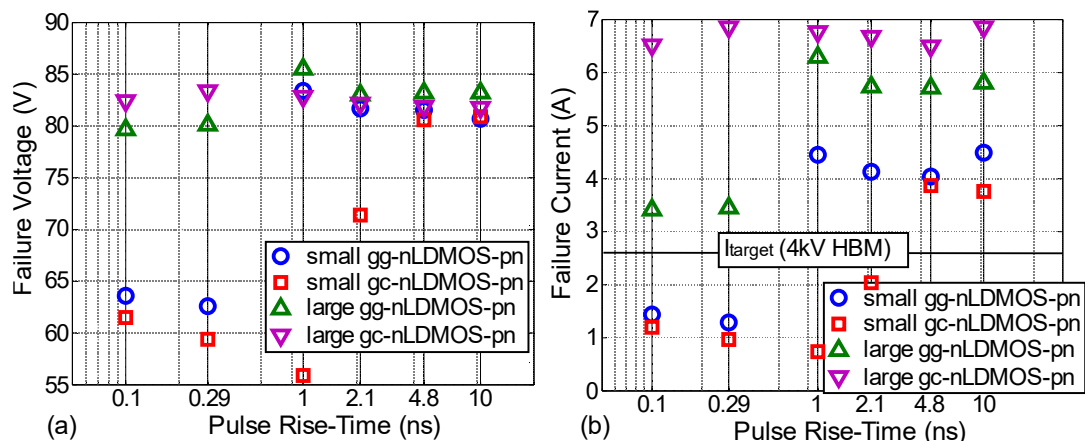 90
85
80
75
70
65
60
55
Failure Voltage (V)
small gg-nLDMOS-pn
small gc-nLDMOS-pn
large gg-nLDMOS-pn
large gc-nLDMOS-pn
0.1 0.29 1 2.1 4.8 10
(a) Pulse Rise-Time (ns)
7
6
5
4
3
2
1
0
Failure Current (A)
Itarget (4kV HBM)
small gg-nLDMOS-pn
small gc-nLDMOS-pn
large gg-nLDMOS-pn
large gc-nLDMOS-pn
0.1 0.29 1 2.1 4.8 10
(b) Pulse Rise-Time (ns)